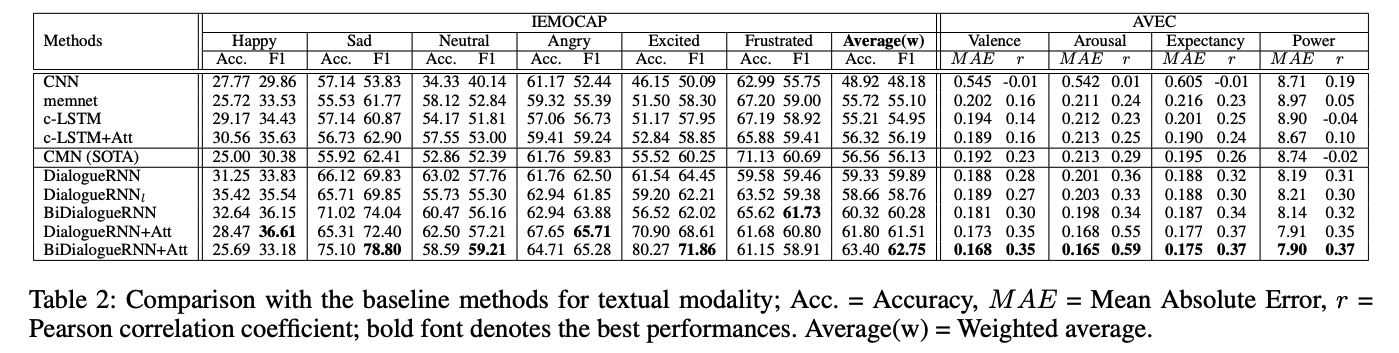 IEMOCAP AVEC
Methods Happy Sad Neutral Angry Excited Frustrated Average(w) Valence Arousal Expectancy Power
Acc. F1 Acc. F1 Acc. F1 Acc. F1 Acc. F1 Acc. F1 Acc. F1 MAE r MAE r MAE r MAE r
CNN 27.77 29.86 57.14 53.83 34.33 40.14 61.17 52.44 46.15 50.09 62.99 55.75 48.92 48.18 0.545 -0.01 0.542 0.01 0.605 -0.01 8.71 0.19
memnet 25.72 33.53 55.53 61.77 58.12 52.84 59.32 55.39 51.50 58.30 67.20 59.00 55.72 55.10 0.202 0.16 0.211 0.24 0.216 0.23 8.97 0.05
c-LSTM 29.17 34.43 57.14 60.87 54.17 51.81 57.06 56.73 51.17 57.95 67.19 58.92 55.21 54.95 0.194 0.14 0.212 0.23 0.201 0.25 8.90 -0.04
c-LSTM+Att 30.56 35.63 56.73 62.90 57.55 53.00 59.41 59.24 52.84 58.85 65.88 59.41 56.32 56.19 0.189 0.16 0.213 0.25 0.190 0.24 8.67 0.10
CMN (SOTA) 25.00 30.38 55.92 62.41 52.86 52.39 61.76 59.83 55.52 60.25 71.13 60.69 56.56 56.13 0.192 0.23 0.213 0.29 0.195 0.26 8.74 -0.02
DialogueRNN 31.25 33.83 66.12 69.83 63.02 57.76 61.76 62.50 61.54 64.45 59.58 59.46 59.33 59.89 0.188 0.28 0.201 0.36 0.188 0.32 8.19 0.31
DialogueRNNl 35.42 35.54 65.71 69.85 55.73 55.30 62.94 61.85 59.20 62.21 63.52 59.38 58.66 58.76 0.189 0.27 0.203 0.33 0.188 0.30 8.21 0.30
BiDialogueRNN 32.64 36.15 71.02 74.04 60.47 56.16 62.94 63.88 56.52 62.02 65.62 61.73 60.32 60.28 0.181 0.30 0.198 0.34 0.187 0.34 8.14 0.32
DialogueRNN+Att 28.47 36.61 65.31 72.40 62.50 57.21 67.65 65.71 70.90 68.61 61.68 60.80 61.80 61.51 0.173 0.35 0.168 0.55 0.177 0.37 7.91 0.35
BiDialogueRNN+Att 25.69 33.18 75.10 78.80 58.59 59.21 64.71 65.28 80.27 71.86 61.15 58.91 63.40 62.75 0.168 0.35 0.165 0.59 0.175 0.37 7.90 0.37
Table 2: Comparison with the baseline methods for textual modality; Acc. = Accuracy, MAE = Mean Absolute Error, r =
Pearson correlation coefficient; bold font denotes the best performances. Average(w) = Weighted average.